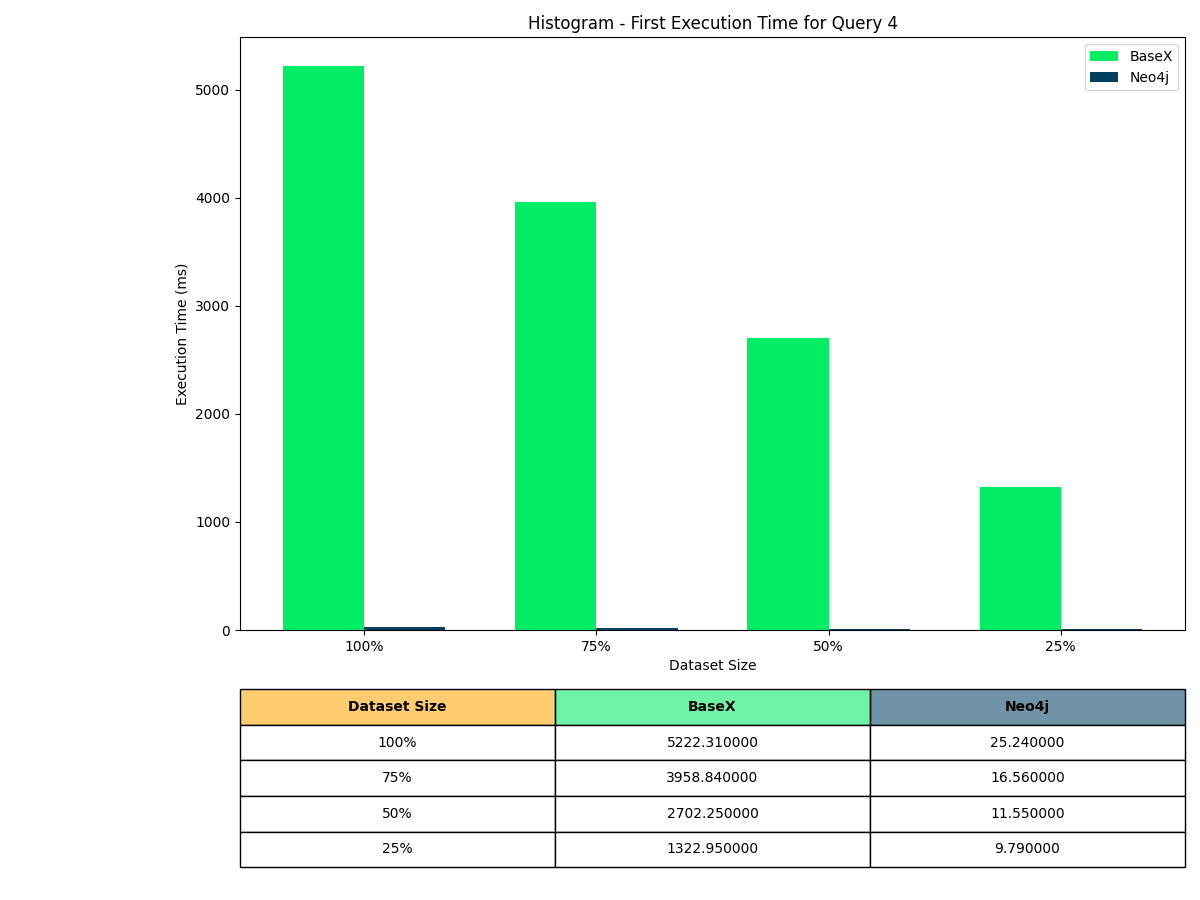 Histogram - First Execution Time for Query 4
BaseX
Neo4j
5000
4000
3000
2000
1000
0
Execution Time (ms)
100% 75% 50% 25%
Dataset Size
Dataset Size BaseX Neo4j
100% 5222.310000 25.240000
75% 3958.840000 16.560000
50% 2702.250000 11.550000
25% 1322.950000 9.790000